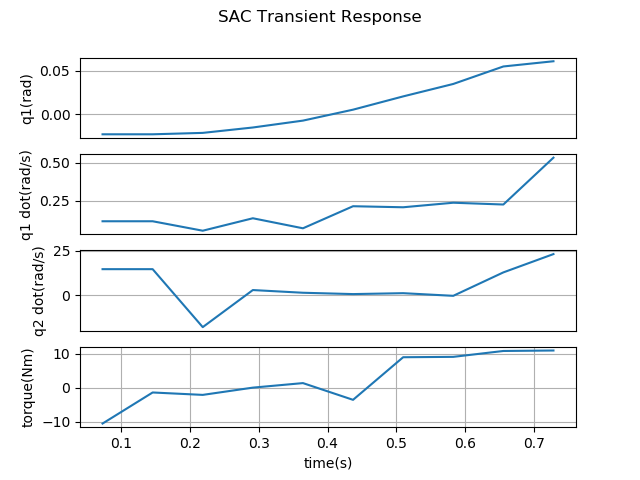 SAC Transient Response
0.05
0.00
q1(rad)
0.50
0.25
q1 dot(rad/s)
25
0
q2 dot(rad/s)
10
0
−10
torque(Nm)
0.1 0.2 0.3 0.4 0.5 0.6 0.7
time(s)